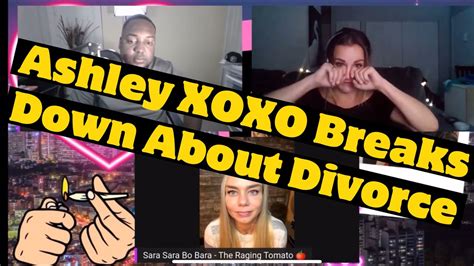 Ashley XOXO Breaks
Down About Divorce
Sara Sara Bo Bara - The Raging Tomato 🍅